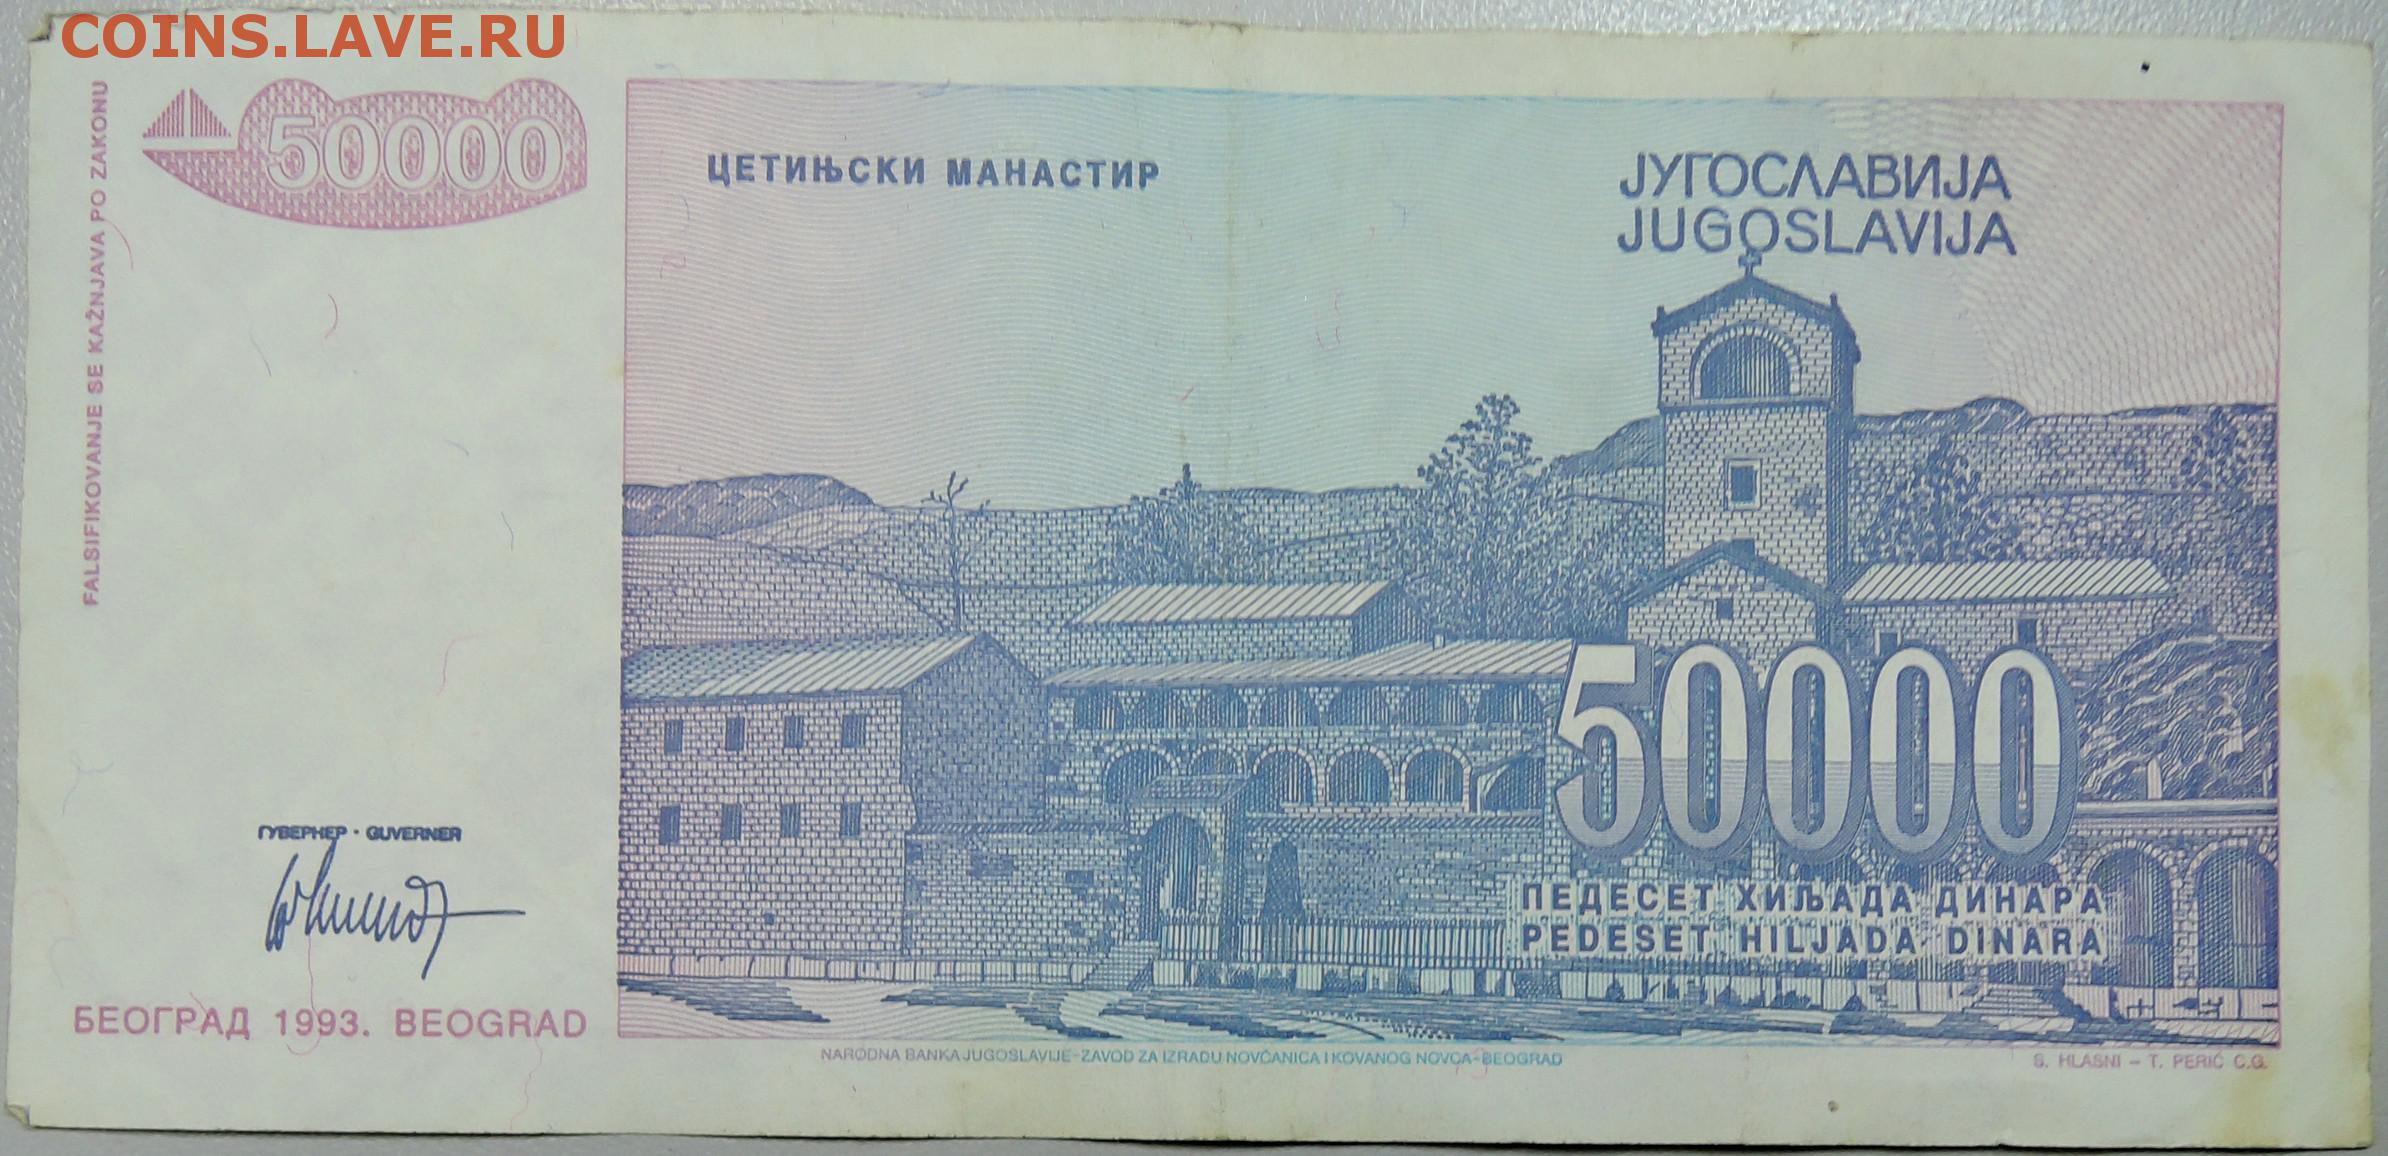 COINS.LAVE.RU
FALSIFIKOVANJE SE KAŽNJAVA PO ZAKONU
50000
ЦЕТИЊСКИ МАНАСТИР
ЈУГОСЛАВИЈА
JUGOSLAVIJA
50000
ПЕДЕСЕТ ХИЉАДА ДИНАРА
PEDESET HILJADA DINARA
ГУВЕРНЕР · GUVERNER
БЕОГРАД 1993. BEOGRAD
NARODNA BANKA JUGOSLAVIJE-ZAVOD ZA IZRADU NOVČANICA I KOVANOG NOVCA-BEOGRAD
S. HLASNI – T. PERIĆ C.G.